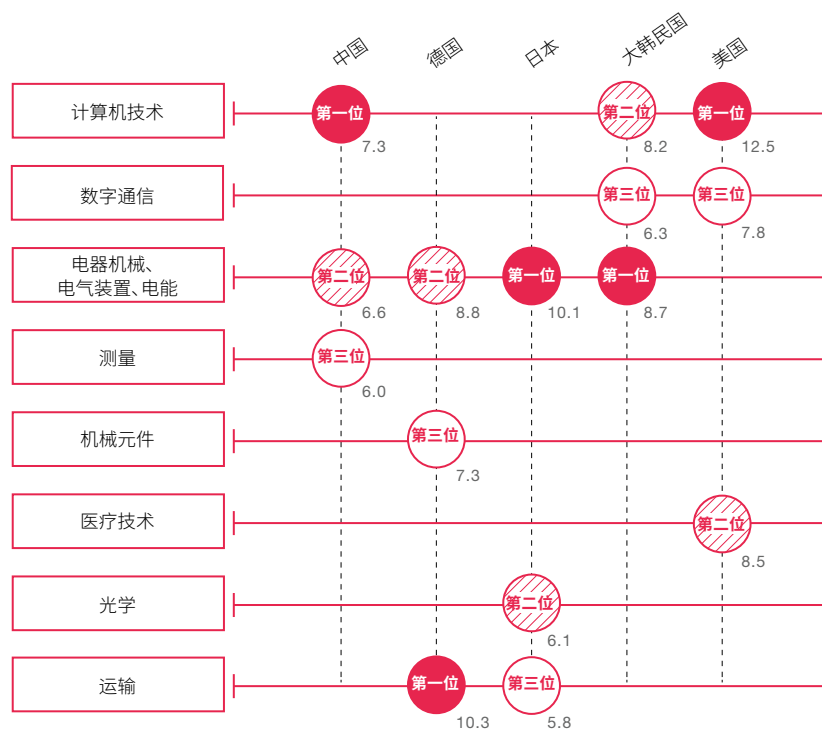 中国
德国
日本
大韩民国
美国
计算机技术
第一位
7.3
第二位
8.2
第一位
12.5
数字通信
第三位
6.3
第三位
7.8
电器机械、
电气装置、电能
第二位
6.6
第二位
8.8
第一位
10.1
第一位
8.7
测量
第三位
6.0
机械元件
第三位
7.3
医疗技术
第二位
8.5
光学
第二位
6.1
运输
第一位
10.3
第三位
5.8